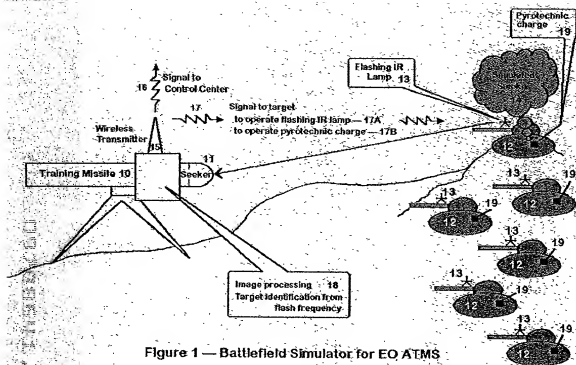 Pyrotechnic
charge
19
Flashing IR
Lamp 13
16
Signal to
Control Center
17
Signal to target
to operate flashing IR lamp — 17A
to operate pyrotechnic charge — 17B
Wireless
Transmitter
15
11
Training Missile 10
Seeker
12
13
19
12
13
19
12
13
19
12
13
19
12
13
19
12
Image processing 18
Target identification from
flash frequency
Figure 1 — Battlefield Simulator for EO ATMS